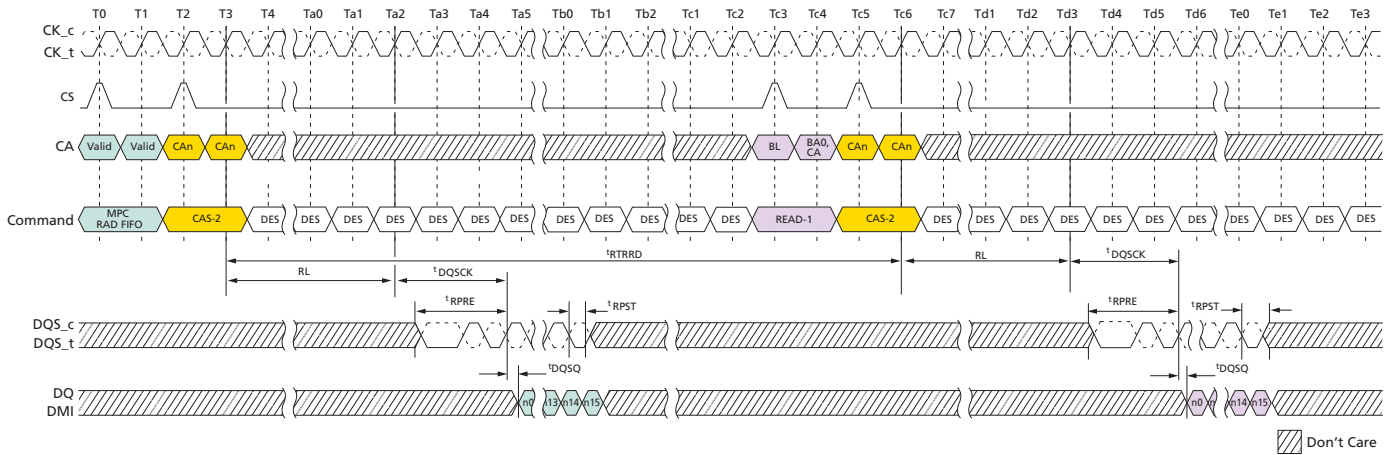 T0 T1 T2 T3 T4 Ta0 Ta1 Ta2 Ta3 Ta4 Ta5 Tb0 Tb1 Tb2 Tc1 Tc2 Tc3 Tc4 Tc5 Tc6 Tc7 Td1 Td2 Td3 Td4 Td5 Td6 Te0 Te1 Te2 Te3
CK_c
CK_t
CS
CA Valid Valid CAn CAn BL BA0, CA CAn CAn
Command MPC RAD FIFO CAS-2 DES DES DES DES DES DES DES DES DES DES DES DES READ-1 CAS-2 DES DES DES DES DES DES DES DES DES DES DES
tRTRRD
RL tDQSCK RL tDQSCK
tRPRE tRPST tRPRE tRPST
DQS_c
DQS_t
tDQSQ tDQSQ
DQ
DMI
n0 n13 n14 n15 n0 n n14 n15
Don't Care